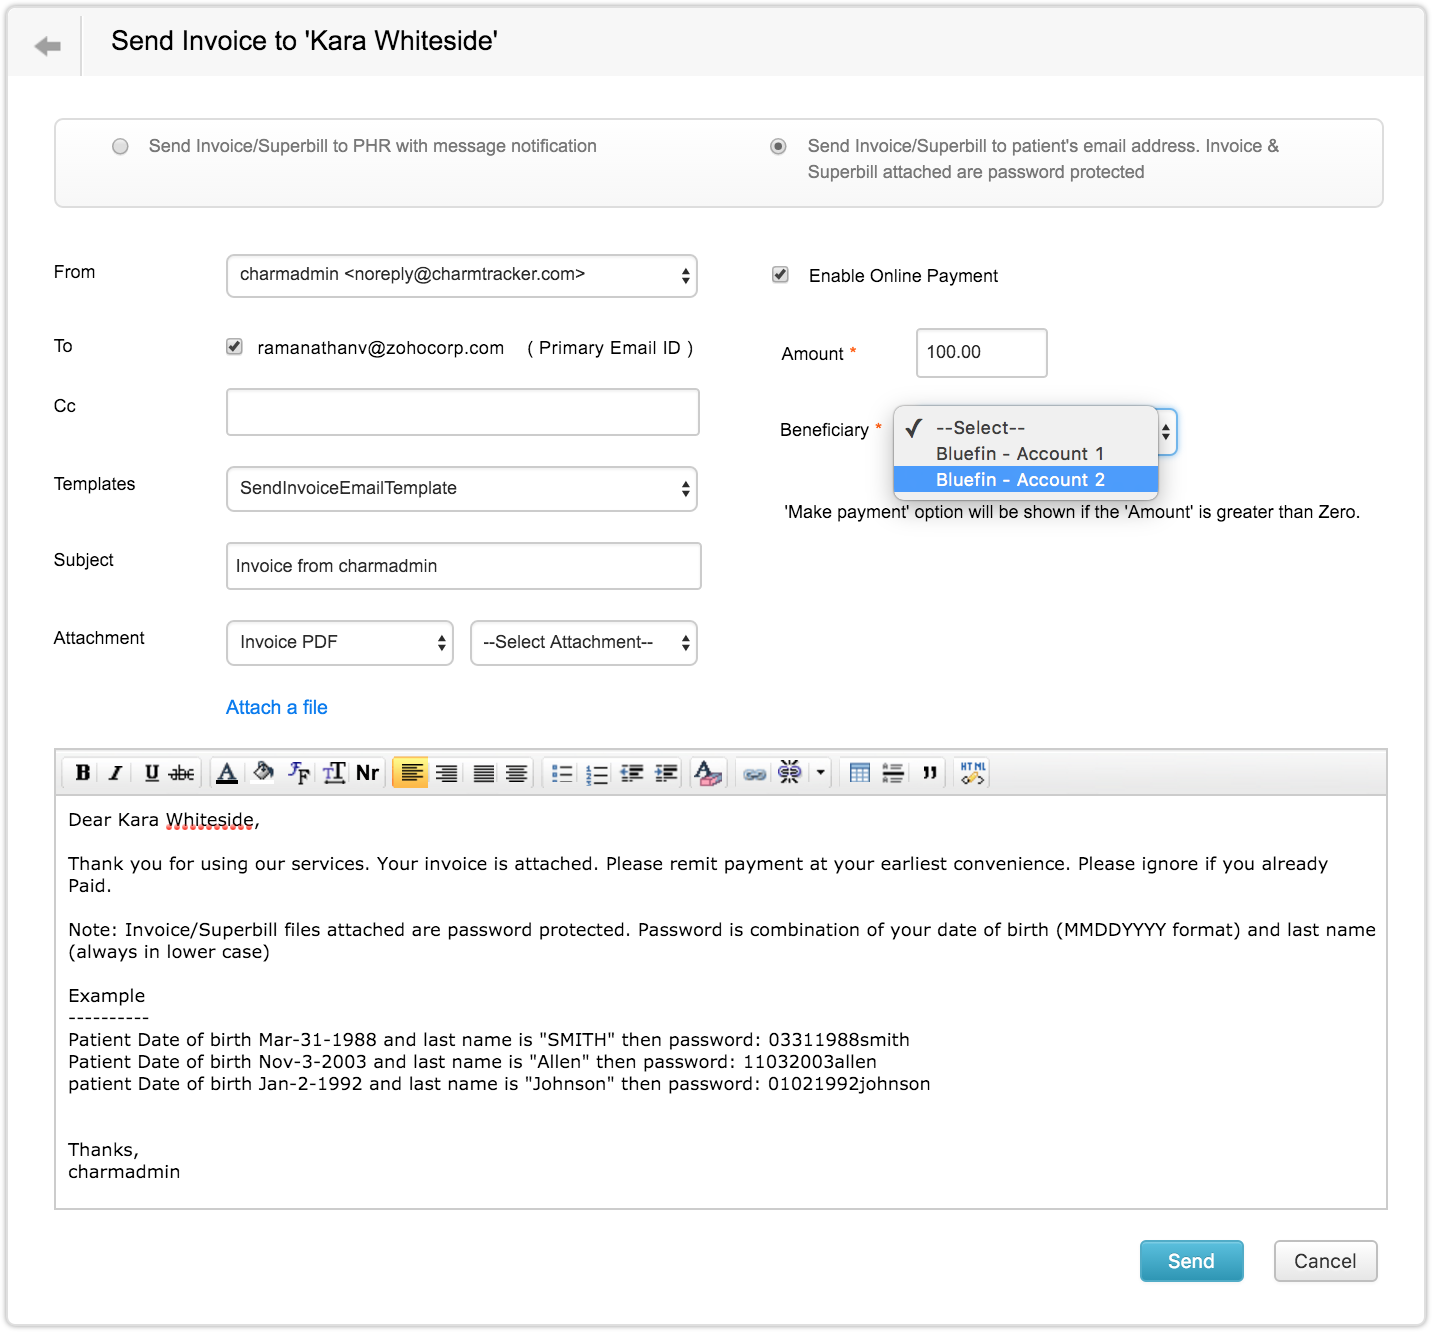 Send Invoice to 'Kara Whiteside'
Send Invoice/Superbill to PHR with message notification
Send Invoice/Superbill to patient's email address. Invoice &
Superbill attached are password protected
From
charmadmin <noreply@charmtracker.com>
Enable Online Payment
To
ramanathanv@zohocorp.com ( Primary Email ID )
Amount *
100.00
Cc
Beneficiary *
--Select--
Bluefin - Account 1
Bluefin - Account 2
Templates
SendInvoiceEmailTemplate
'Make payment' option will be shown if the 'Amount' is greater than Zero.
Subject
Invoice from charmadmin
Attachment
Invoice PDF
--Select Attachment--
Attach a file
B I U abc A F T Nr A HTML
Dear Kara Whiteside,
Thank you for using our services. Your invoice is attached. Please remit payment at your earliest convenience. Please ignore if you already
Paid.
Note: Invoice/Superbill files attached are password protected. Password is combination of your date of birth (MMDDYYYY format) and last name
(always in lower case)
Example
----------
Patient Date of birth Mar-31-1988 and last name is "SMITH" then password: 03311988smith
Patient Date of birth Nov-3-2003 and last name is "Allen" then password: 11032003allen
patient Date of birth Jan-2-1992 and last name is "Johnson" then password: 01021992johnson
Thanks,
charmadmin
Send
Cancel